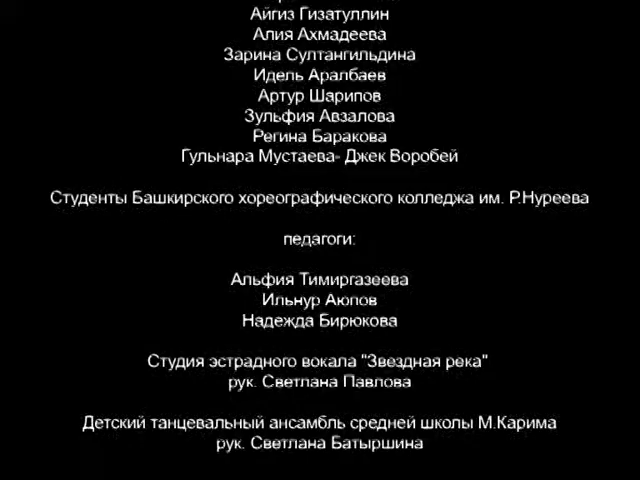 Айгиз Гизатуллин
Алия Ахмадеева
Зарина Султангильдина
Идель Аралбаев
Артур Шарипов
Зульфия Авзалова
Регина Баракова
Гульнара Мустаева- Джек Воробей
Студенты Башкирского хореографического колледжа им. Р.Нуреева
педагоги:
Альфия Тимиргазеева
Ильнур Аюпов
Надежда Бирюкова
Студия эстрадного вокала "Звездная река"
рук. Светлана Павлова
Детский танцевальный ансамбль средней школы М.Карима
рук. Светлана Батыршина